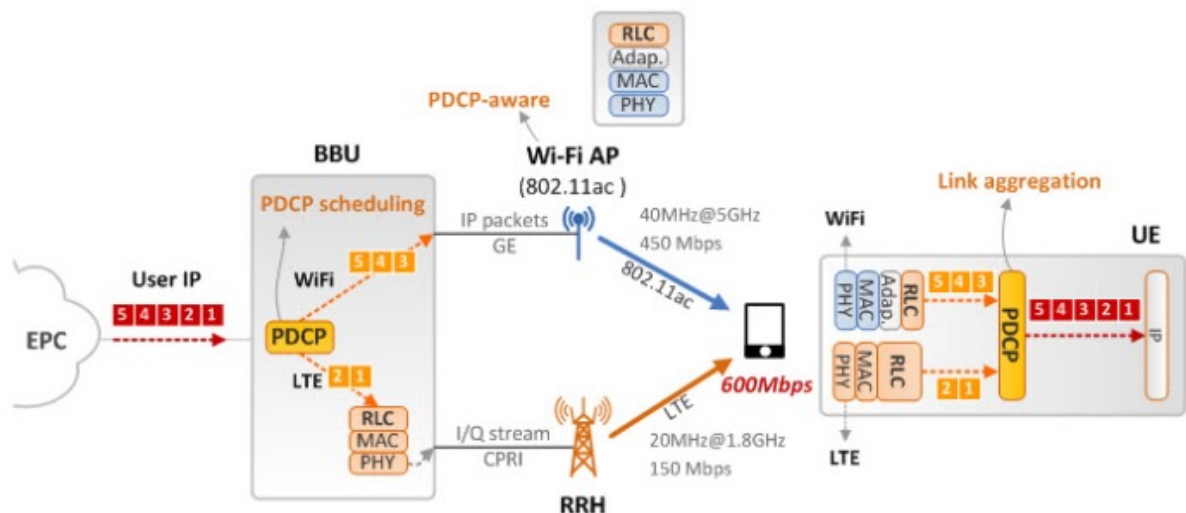 RLC
Adap.
MAC
PHY
PDCP-aware
BBU
Wi-Fi AP
(802.11ac )
PDCP scheduling
IP packets
GE
40MHz@5GHz
450 Mbps
802.11ac
Link aggregation
WiFi
UE
User IP
5 4 3 2 1
EPC
WiFi
5 4 3
PDCP
LTE
2 1
RLC
MAC
PHY
I/Q stream
CPRI
RRH
LTE
600Mbps
20MHz@1.8GHz
150 Mbps
PHY
MAC
Adap.
RLC
5 4 3
PDCP
5 4 3 2 1
IP
PHY
MAC
RLC
2 1
LTE